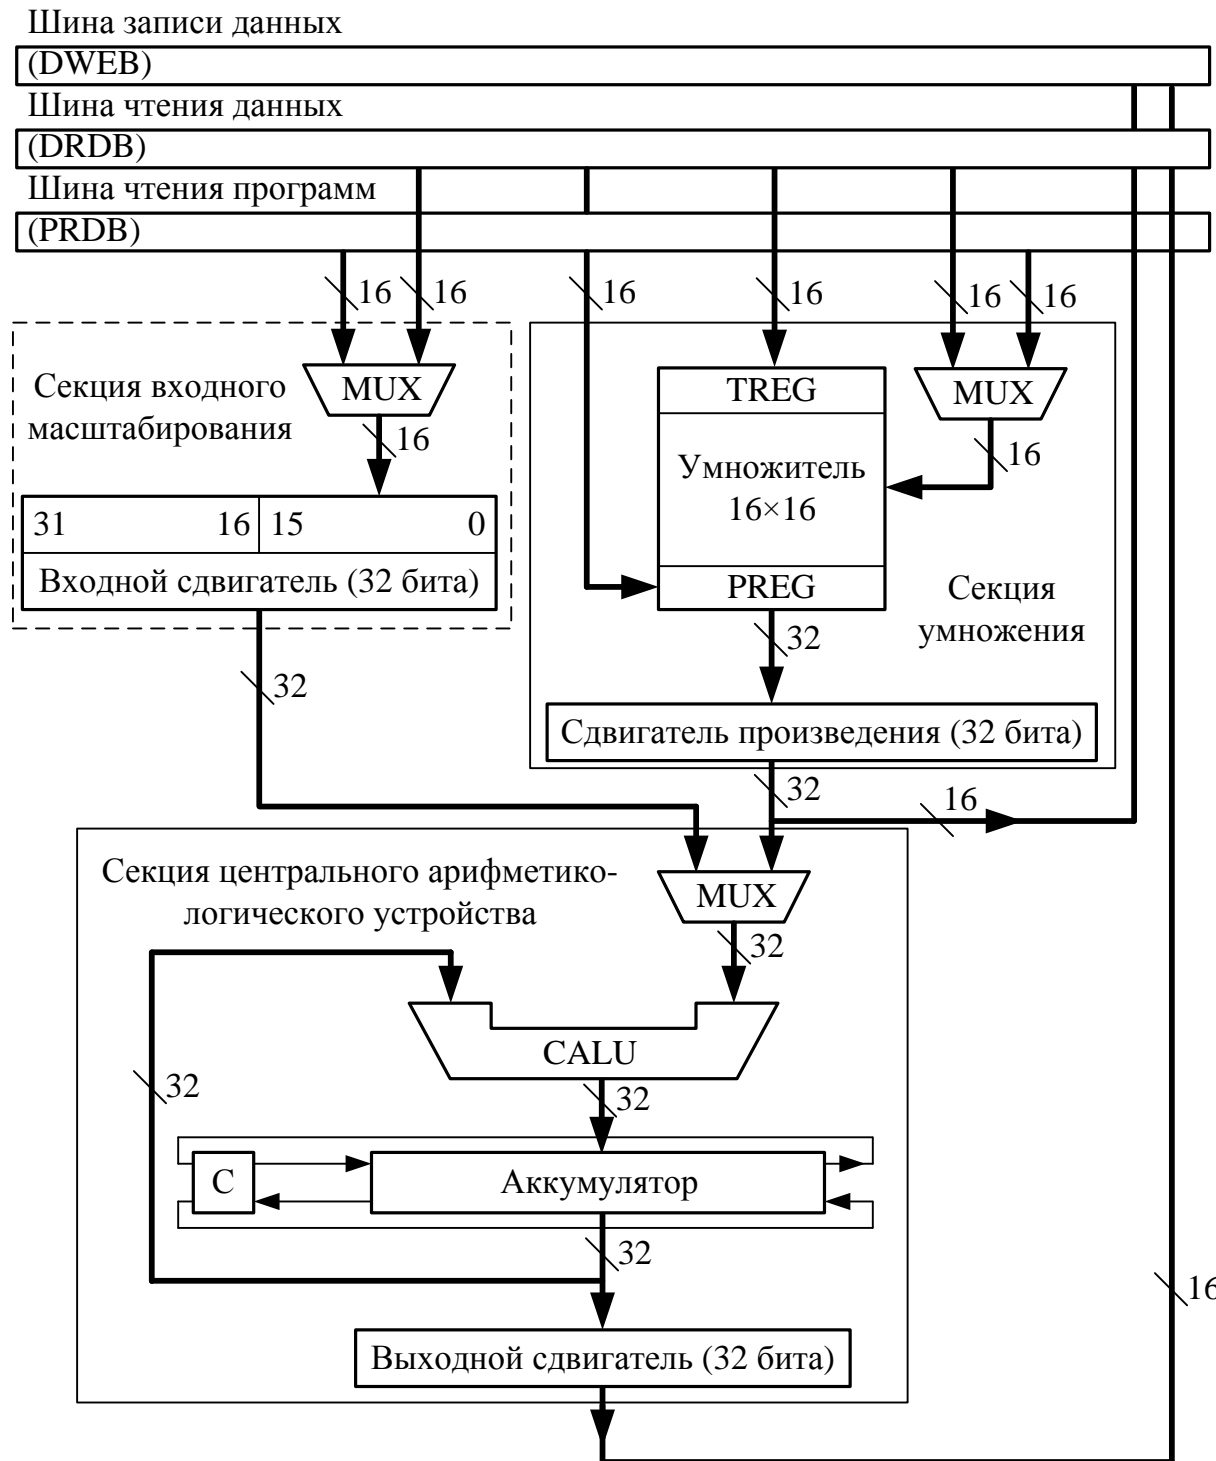 Шина записи данных
(DWEB)
Шина чтения данных
(DRDB)
Шина чтения программ
(PRDB)
16
16
16
16
16
16
Секция входного
масштабирования
MUX
16
31 16 15 0
Входной сдвигатель (32 бита)
32
TREG
Умножитель
16×16
PREG
MUX
16
Секция
умножения
32
Сдвигатель произведения (32 бита)
32
16
Секция центрального арифметико-
логического устройства
MUX
32
CALU
32
32
C
Аккумулятор
32
Выходной сдвигатель (32 бита)
16